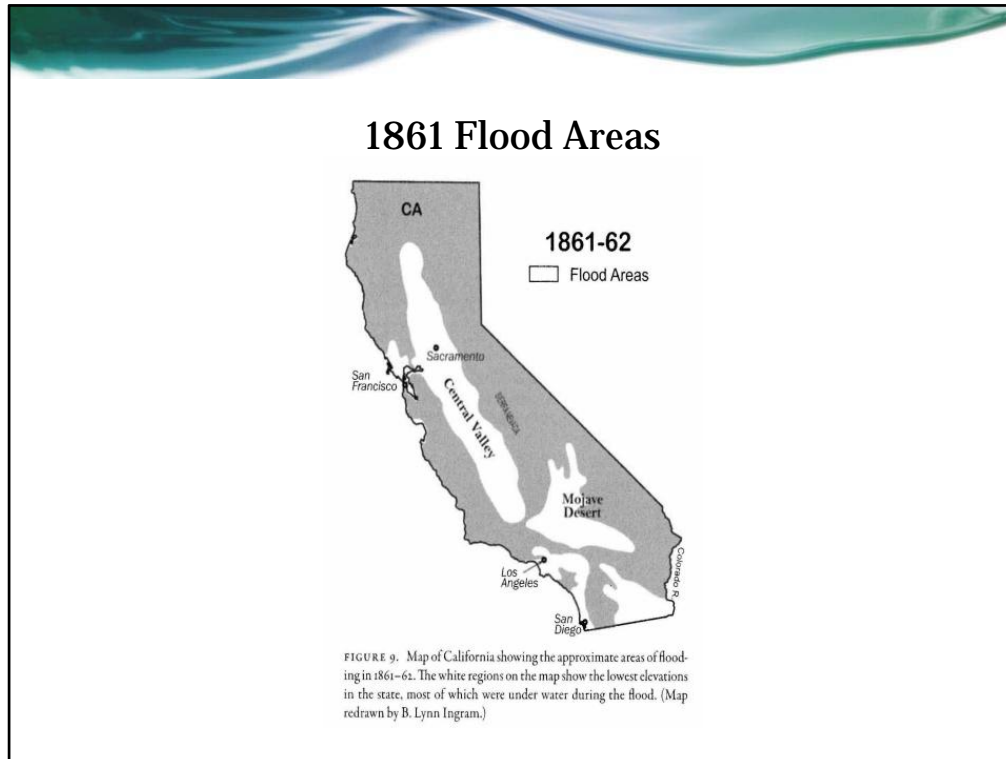 1861 Flood Areas
CA
1861-62
Flood Areas
Sacramento
San
Francisco
Central Valley
SIERRA NEVADA
Mojave
Desert
Los
Angeles
Colorado R.
San
Diego
FIGURE 9. Map of California showing the approximate areas of flood-
ing in 1861–62. The white regions on the map show the lowest elevations
in the state, most of which were under water during the flood. (Map
redrawn by B. Lynn Ingram.)